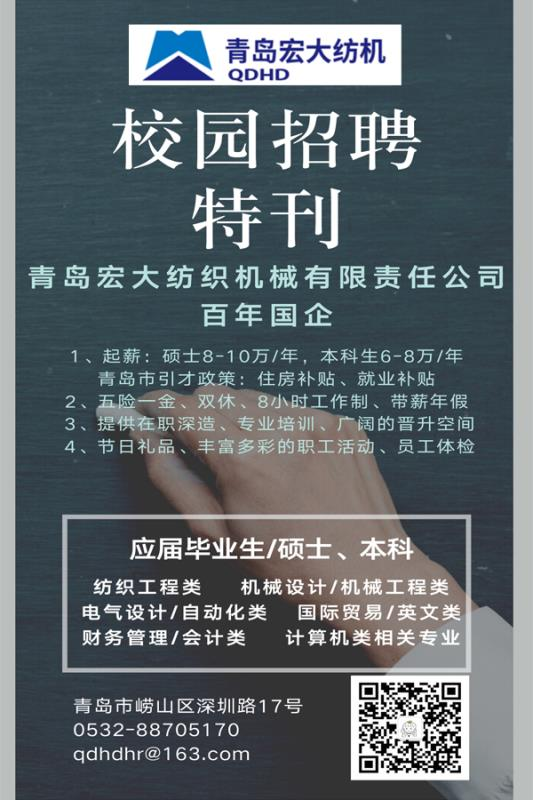 青岛宏大纺机
QDHD
校园招聘
特刊
青岛宏大纺织机械有限责任公司
百年国企
1、起薪：硕士8-10万/年，本科生6-8万/年
青岛市引才政策：住房补贴、就业补贴
2、五险一金、双休、8小时工作制、带薪年假
3、提供在职深造、专业培训、广阔的晋升空间
4、节日礼品、丰富多彩的职工活动、员工体检
应届毕业生/硕士、本科
纺织工程类 机械设计/机械工程类
电气设计/自动化类 国际贸易/英文类
财务管理/会计类 计算机类相关专业
青岛市崂山区深圳路17号
0532-88705170
qdhdhr@163.com